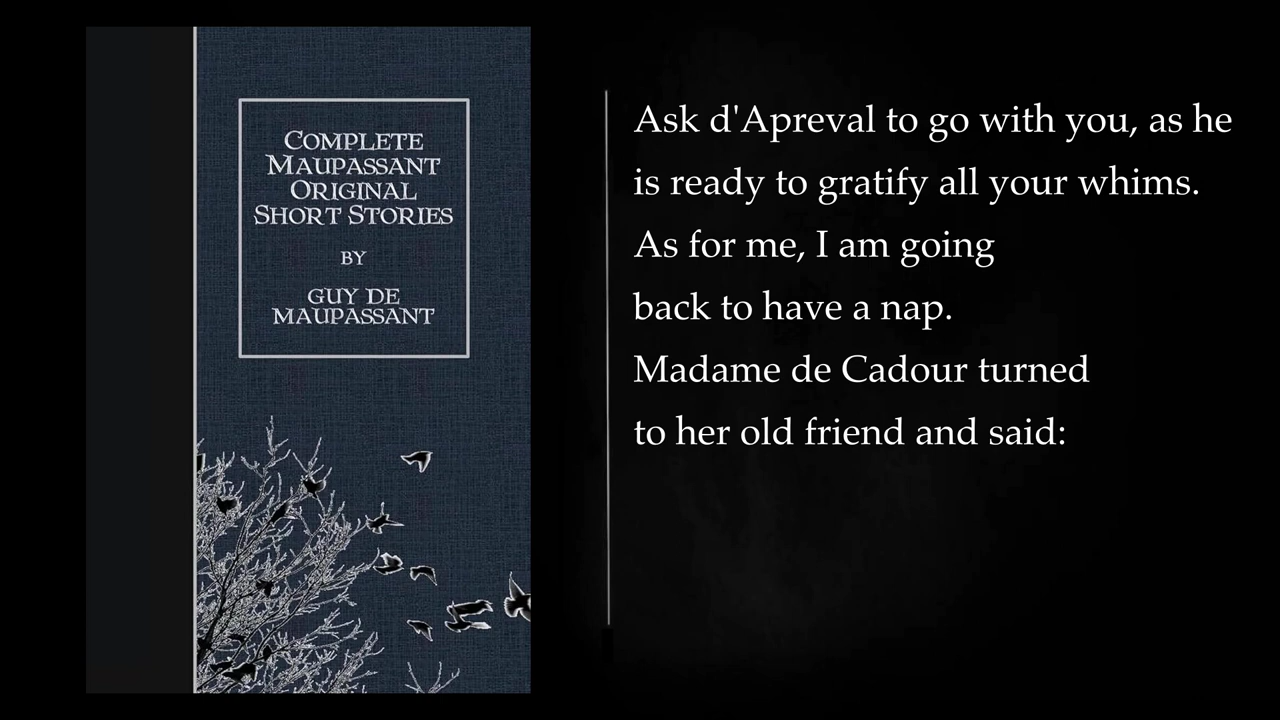 COMPLETE
MAUPASSANT
ORIGINAL
SHORT STORIES
BY
GUY DE
MAUPASSANT
Ask d'Apreval to go with you, as he
is ready to gratify all your whims.
As for me, I am going
back to have a nap.
Madame de Cadour turned
to her old friend and said: